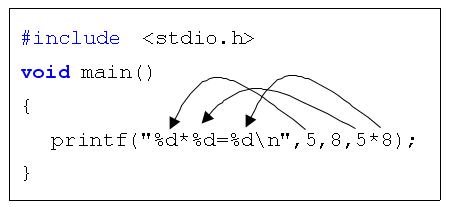 #include <stdio.h>
void main()
{
printf("%d*%d=%d\n",5,8,5*8);
}